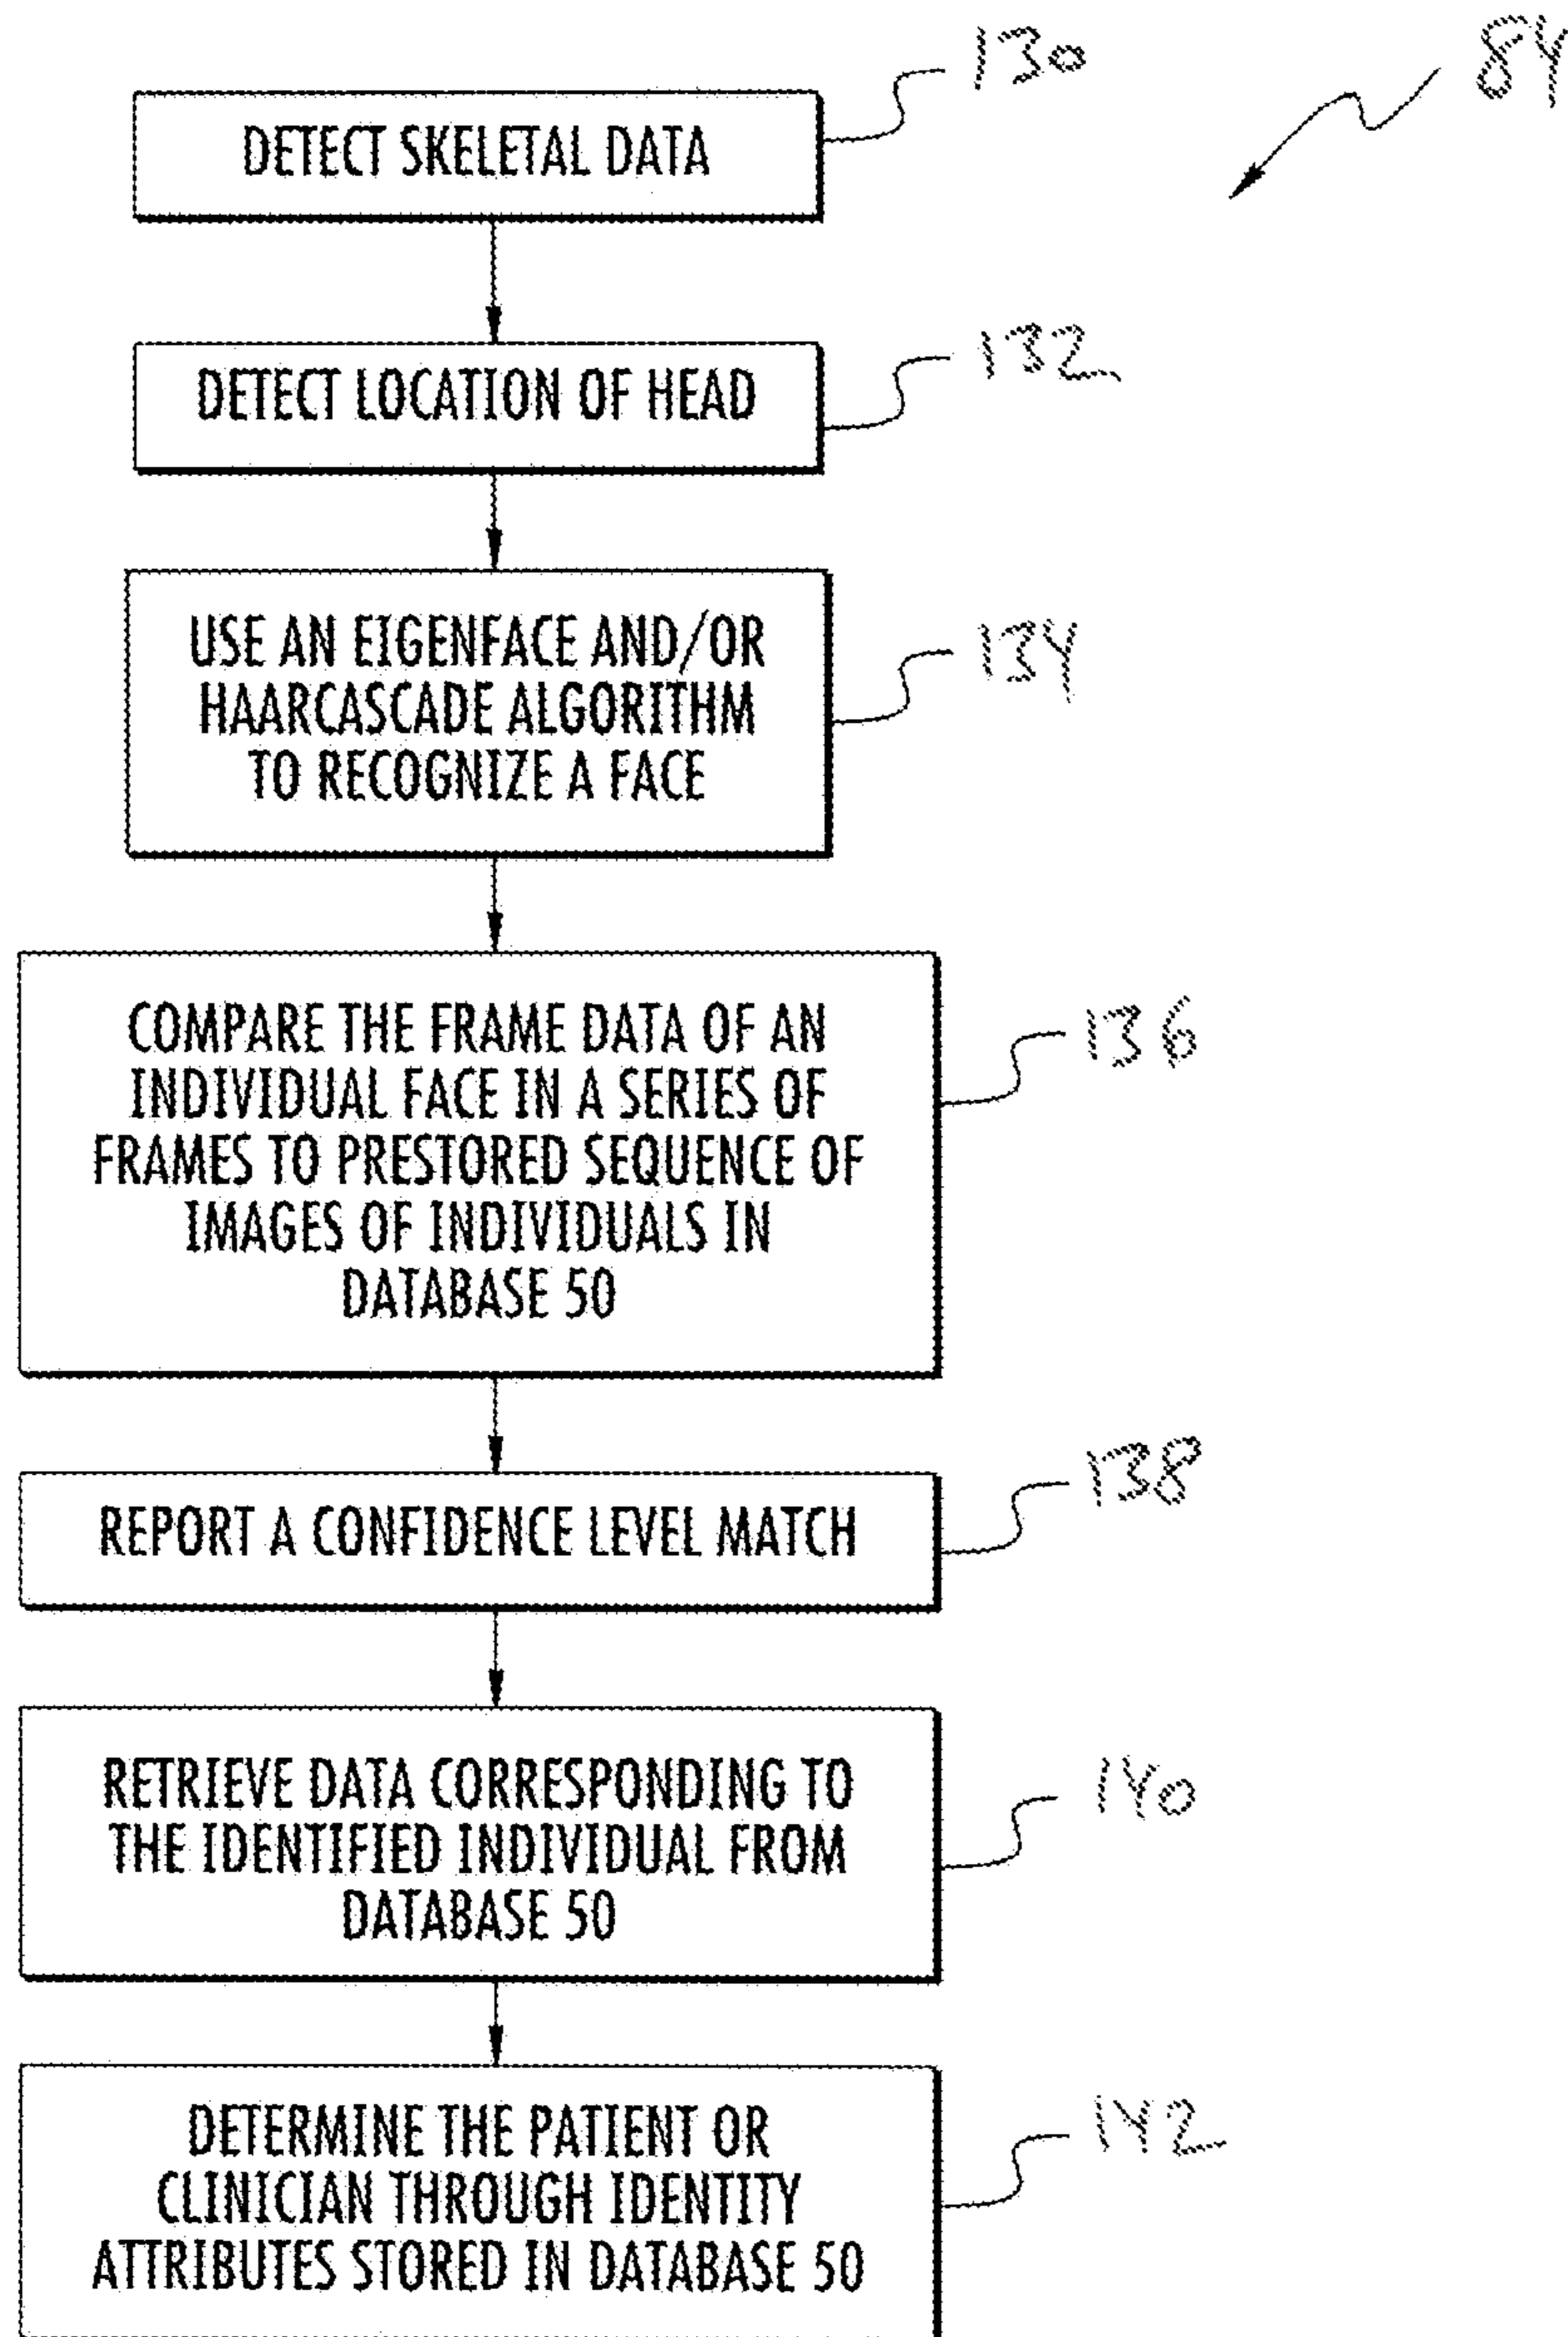 130
84
DETECT SKELETAL DATA
132
DETECT LOCATION OF HEAD
134
USE AN EIGENFACE AND/OR
HAARCASCADE ALGORITHM
TO RECOGNIZE A FACE
136
COMPARE THE FRAME DATA OF AN
INDIVIDUAL FACE IN A SERIES OF
FRAMES TO PRESTORED SEQUENCE OF
IMAGES OF INDIVIDUALS IN
DATABASE 50
138
REPORT A CONFIDENCE LEVEL MATCH
140
RETRIEVE DATA CORRESPONDING TO
THE IDENTIFIED INDIVIDUAL FROM
DATABASE 50
142
DETERMINE THE PATIENT OR
CLINICIAN THROUGH IDENTITY
ATTRIBUTES STORED IN DATABASE 50